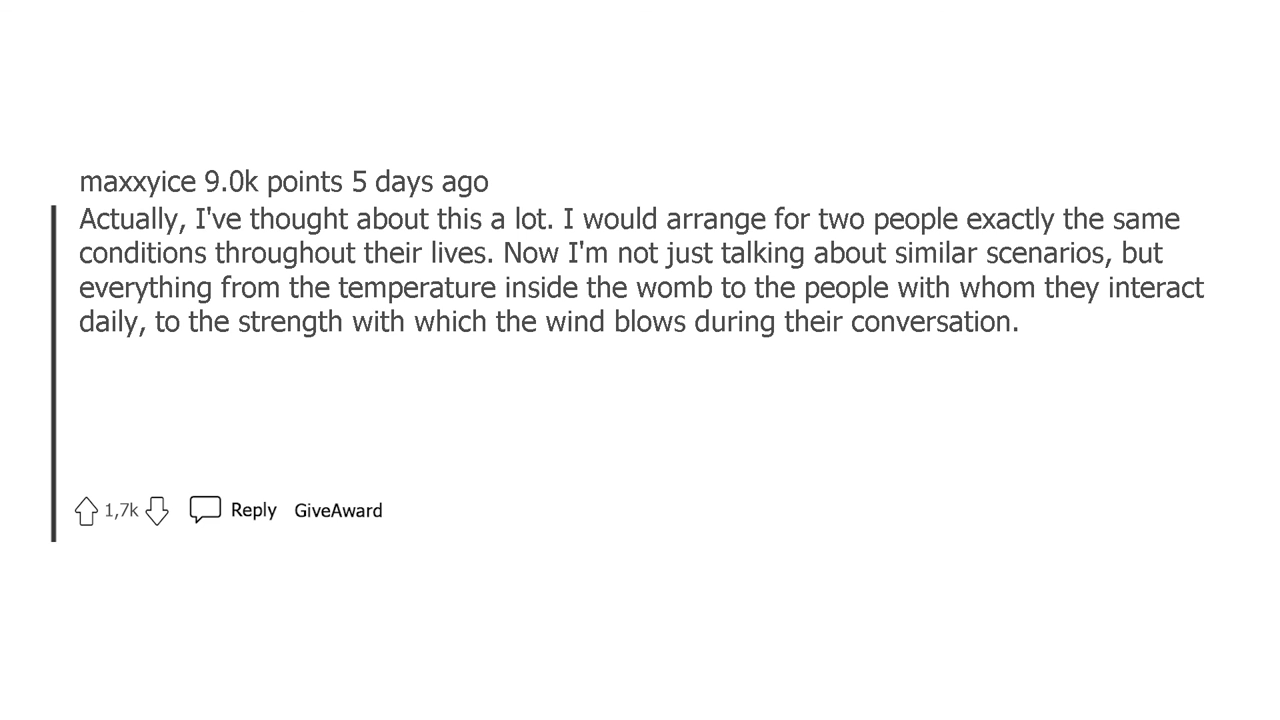 maxxyice 9.0k points 5 days ago
Actually, I've thought about this a lot. I would arrange for two people exactly the same
conditions throughout their lives. Now I'm not just talking about similar scenarios, but
everything from the temperature inside the womb to the people with whom they interact
daily, to the strength with which the wind blows during their conversation.
1,7k Reply GiveAward